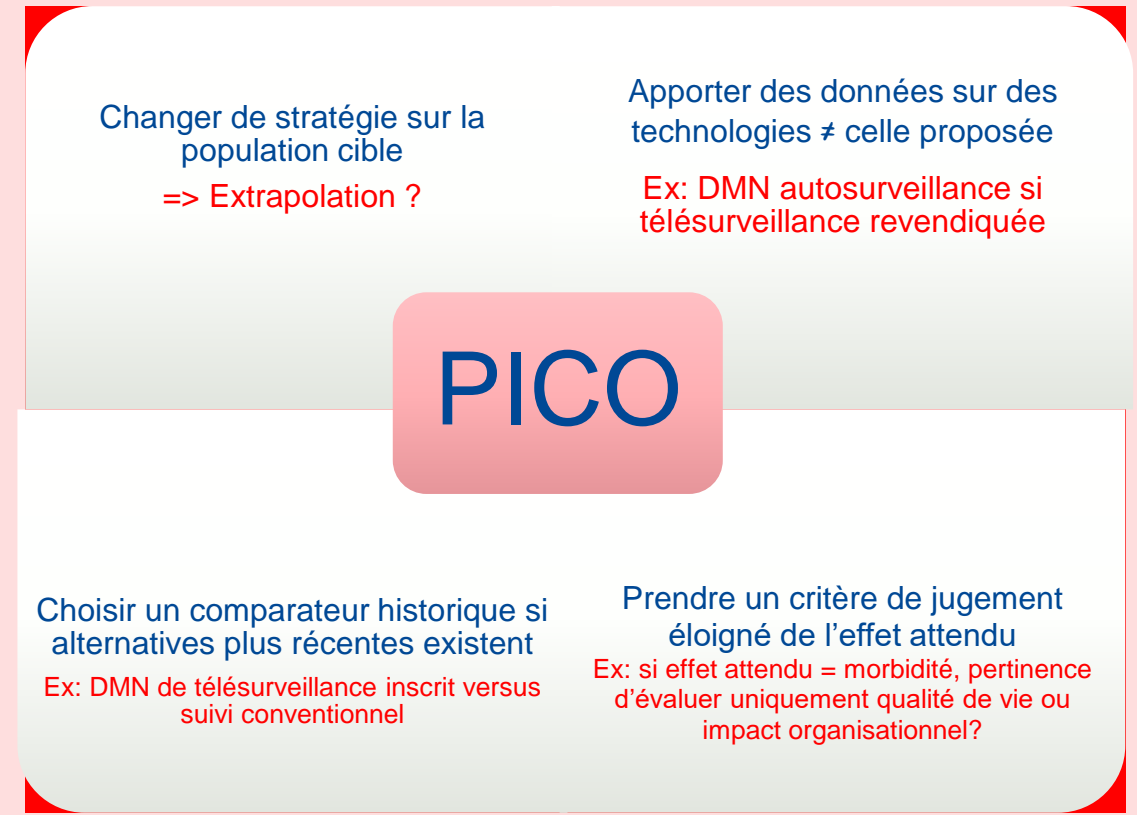 Changer de stratégie sur la
population cible
=> Extrapolation ?
Apporter des données sur des
technologies ≠ celle proposée
Ex: DMN autosurveillance si
télésurveillance revendiquée
PICO
Choisir un comparateur historique si
alternatives plus récentes existent
Ex: DMN de télésurveillance inscrit versus
suivi conventionnel
Prendre un critère de jugement
éloigné de l’effet attendu
Ex: si effet attendu = morbidité, pertinence
d’évaluer uniquement qualité de vie ou
impact organisationnel?